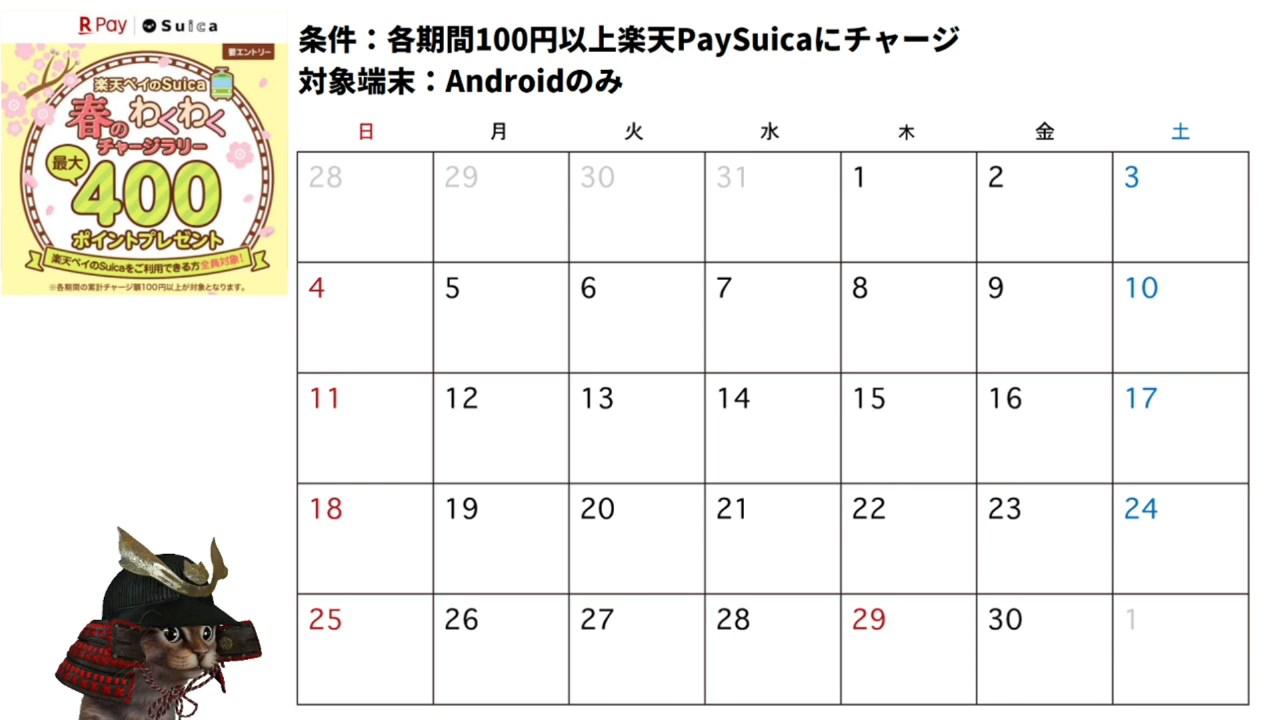 R Pay Suica
条件：各期間100円以上楽天PaySuicaにチャージ
対象端末：Androidのみ
要エントリー
楽天ペイのSuica
春のわくわく
チャージラリー
最大
400
ポイントプレゼント
楽天ペイのSuicaをご利用できる方全員対象!
※各期間の累計チャージ額100円以上が対象となります。
日 月 火 水 木 金 土
28 29 30 31 1 2 3
4 5 6 7 8 9 10
11 12 13 14 15 16 17
18 19 20 21 22 23 24
25 26 27 28 29 30 1